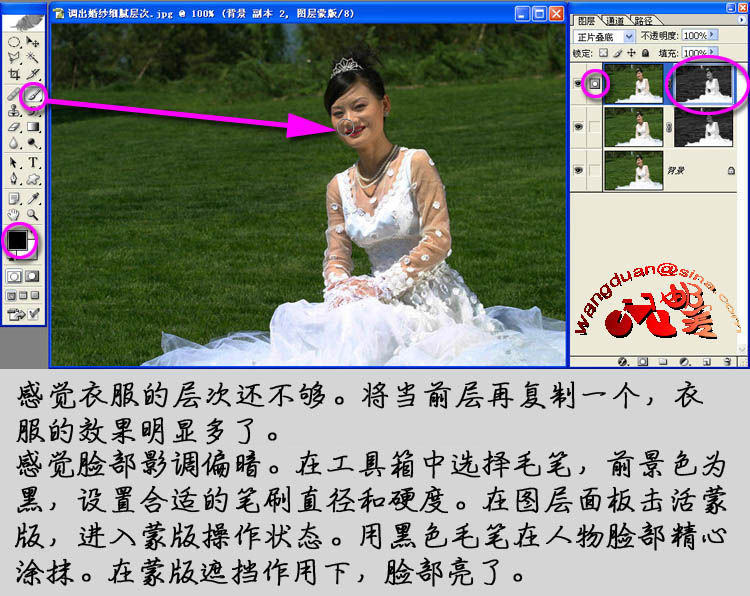 调出婚纱细腻层次.jpg @ 100% (背景 副本 2, 图层蒙版/8)
图层 通道 路径
正片叠底 不透明度: 100%
锁定: 填充: 100%
背景
wangduan@sina.com
感觉衣服的层次还不够。将当前层再复制一个，衣
服的效果明显多了。
感觉脸部影调偏暗。在工具箱中选择毛笔，前景色为
黑，设置合适的笔刷直径和硬度。在图层面板击活蒙
版，进入蒙版操作状态。用黑色毛笔在人物脸部精心
涂抹。在蒙版遮挡作用下，脸部亮了。